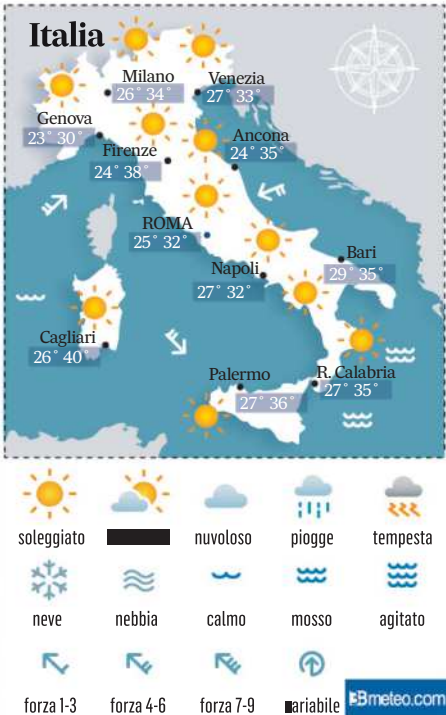 Italia
Milano
26° 34°
Venezia
27° 33°
Genova
23° 30°
Firenze
24° 38°
Ancona
24° 35°
ROMA
25° 32°
Napoli
27° 32°
Bari
29° 35°
Cagliari
26° 40°
Palermo
27° 36°
R. Calabria
27° 35°
soleggiato nuvoloso piogge tempesta
neve nebbia calmo mosso agitato
forza 1-3 forza 4-6 forza 7-9 ariabile
3Bmeteo.com